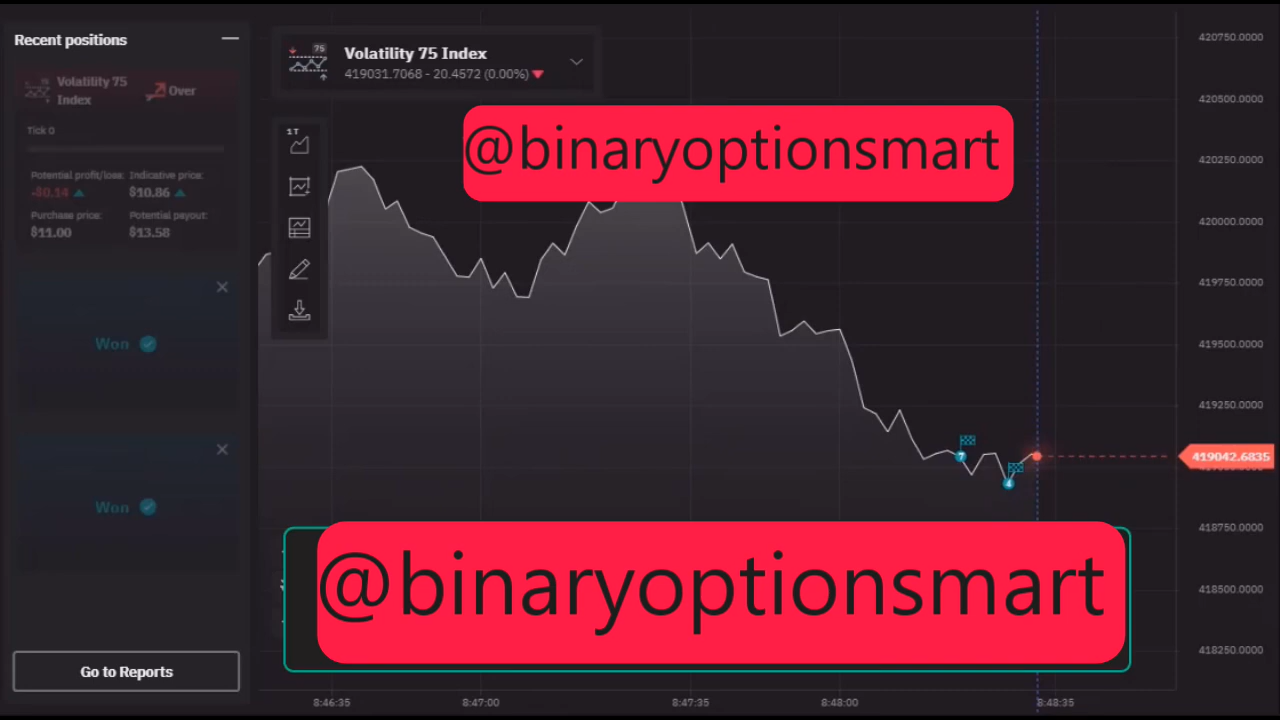 Recent positions
Volatility 75
Index
Over
Tick 0
Potential profit/loss: Indicative price:
-$0.14 $10.86
Purchase price: Potential payout:
$11.00 $13.58
Won
Won
Go to Reports
75
Volatility 75 Index
419031.7068 - 20.4572 (0.00%)
1T
@binaryoptionsmart
7
4
@binaryoptionsmart
420750.0000
420500.0000
420250.0000
420000.0000
419750.0000
419500.0000
419250.0000
419042.6835
418750.0000
418500.0000
418250.0000
8:46:35
8:47:00
8:47:35
8:48:00
8:48:35